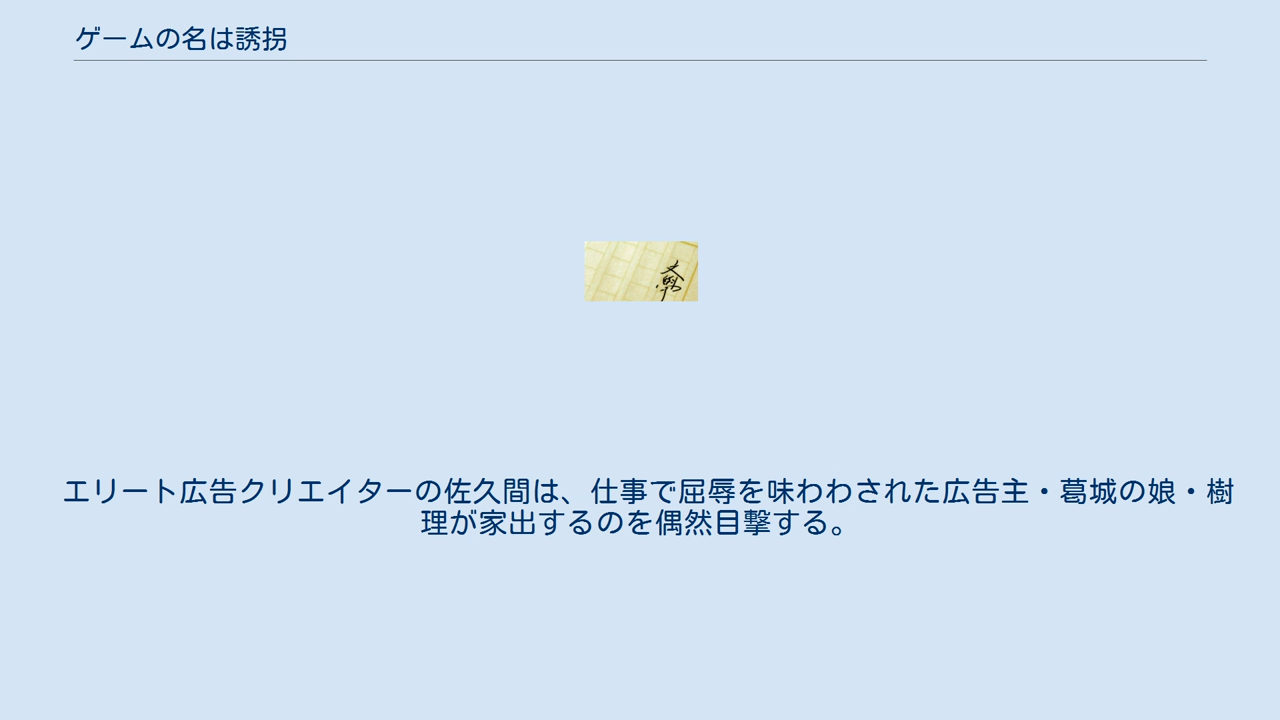 ゲームの名は誘拐
エリート広告クリエイターの佐久間は、仕事で屈辱を味わわされた広告主・葛城の娘・樹
理が家出するのを偶然目撃する。